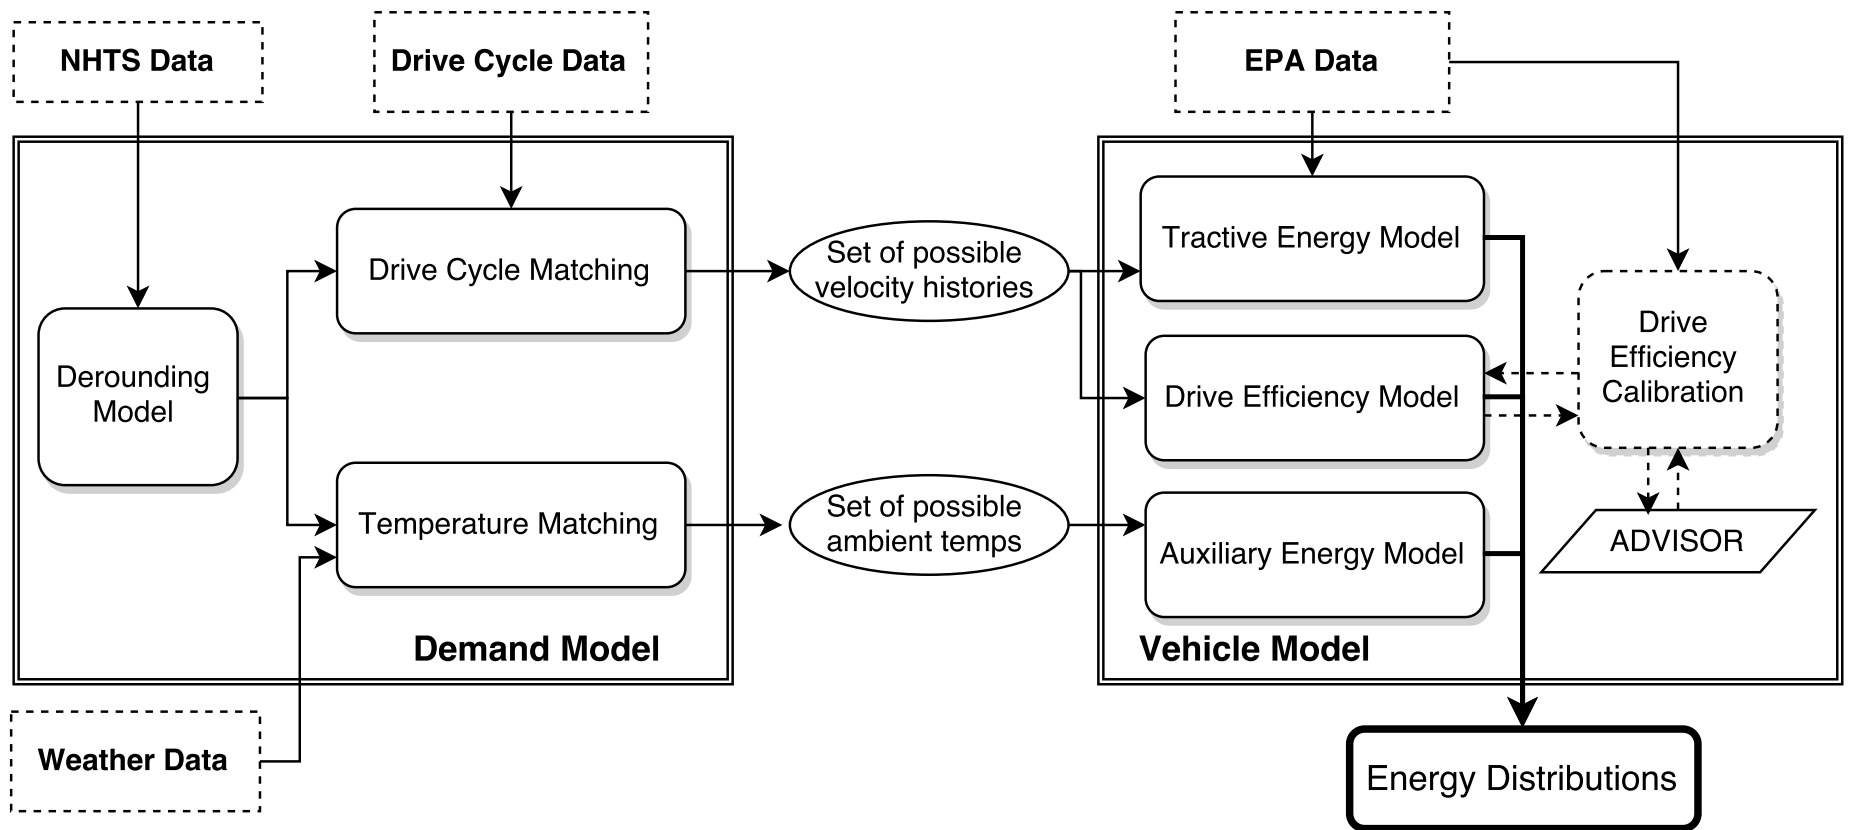 NHTS Data
Drive Cycle Data
EPA Data
Derounding
Model
Drive Cycle Matching
Temperature Matching
Demand Model
Weather Data
Set of possible
velocity histories
Set of possible
ambient temps
Tractive Energy Model
Drive Efficiency Model
Auxiliary Energy Model
Drive
Efficiency
Calibration
ADVISOR
Vehicle Model
Energy Distributions